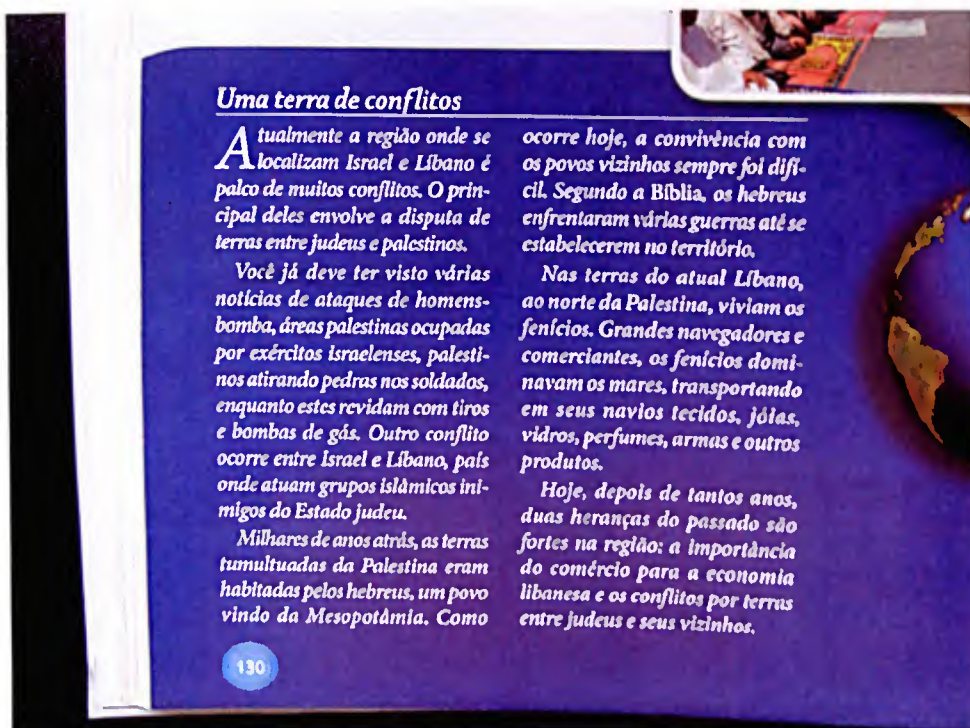 Uma terra de conflitos
Atualmente a região onde se
localizam Israel e Líbano é
palco de muitos conflitos. O prin-
cipal deles envolve a disputa de
terras entre judeus e palestinos.
Você já deve ter visto várias
notícias de ataques de homens-
bomba, áreas palestinas ocupadas
por exércitos israelenses, palesti-
nos atirando pedras nos soldados,
enquanto estes revidam com tiros
e bombas de gás. Outro conflito
ocorre entre Israel e Líbano, país
onde atuam grupos islâmicos ini-
migos do Estado judeu.
Milhares de anos atrás, as terras
tumultuadas da Palestina eram
habitadas pelos hebreus, um povo
vindo da Mesopotâmia. Como
ocorre hoje, a convivência com
os povos vizinhos sempre foi difí-
cil. Segundo a Bíblia, os hebreus
enfrentaram várias guerras até se
estabelecerem no território.
Nas terras do atual Líbano,
ao norte da Palestina, viviam os
fenícios. Grandes navegadores e
comerciantes, os fenícios domi-
navam os mares, transportando
em seus navios tecidos, jóias,
vidros, perfumes, armas e outros
produtos.
Hoje, depois de tantos anos,
duas heranças do passado são
fortes na região: a importância
do comércio para a economia
libanesa e os conflitos por terras
entre judeus e seus vizinhos.
130